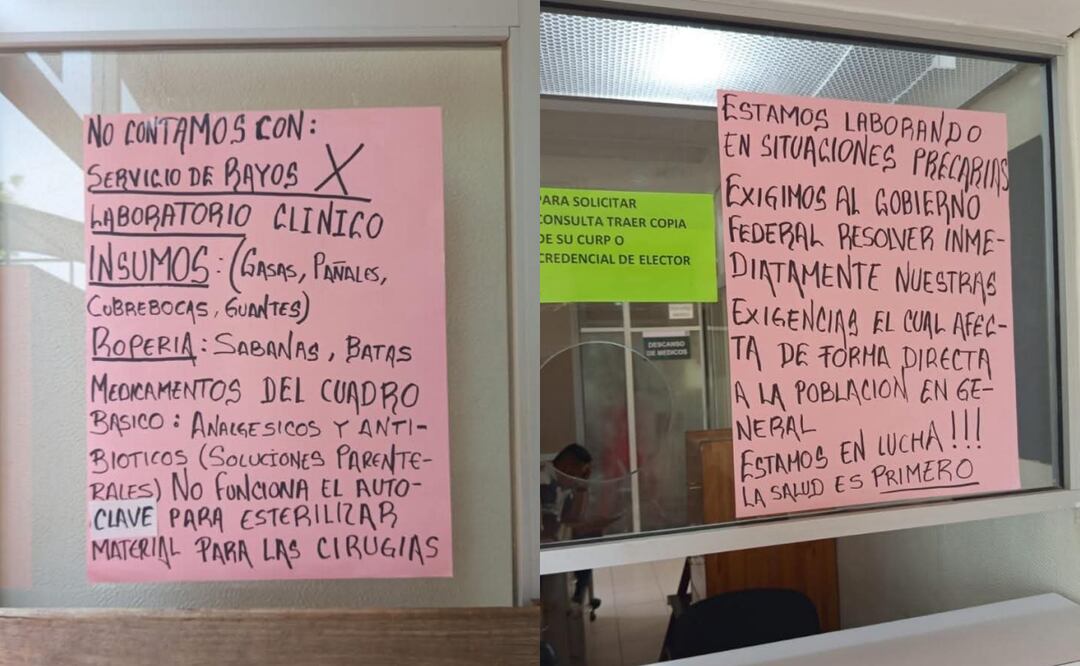 NO CONTAMOS CON:
SERVICIO DE RAYOS X
LABORATORIO CLINICO
INSUMOS: (GASAS, PAÑALES,
CUBREBOCAS, GUANTES)
ROPERIA: SABANAS, BATAS
MEDICAMENTOS DEL CUADRO
BASICO: ANALGESICOS Y ANTI-
BIOTICOS (SOLUCIONES PARENTE-
RALES) NO FUNCIONA EL AUTO-
CLAVE PARA ESTERILIZAR
MATERIAL PARA LAS CIRUGIAS
PARA SOLICITAR
CONSULTA TRAER COPIA
DE SU CURP O
CREDENCIAL DE ELECTOR
DESCANSO
DE MEDICOS
ESTAMOS LABORANDO
EN SITUACIONES PRECARIAS
EXIGIMOS AL GOBIERNO
FEDERAL RESOLVER INME-
DIATAMENTE NUESTRAS
EXIGENCIAS EL CUAL AFEC-
TA DE FORMA DIRECTA
A LA POBLACION EN GE-
NERAL
ESTAMOS EN LUCHA!!!
LA SALUD ES PRIMERO